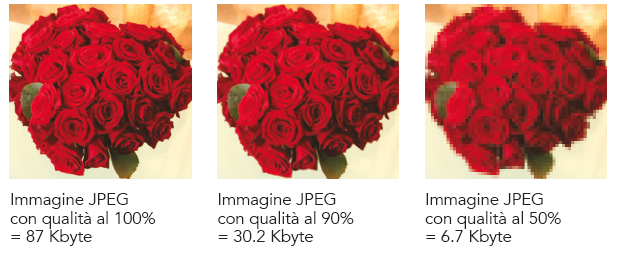 Immagine JPEG
con qualità al 100%
= 87 Kbyte
Immagine JPEG
con qualità al 90%
= 30.2 Kbyte
Immagine JPEG
con qualità al 50%
= 6.7 Kbyte